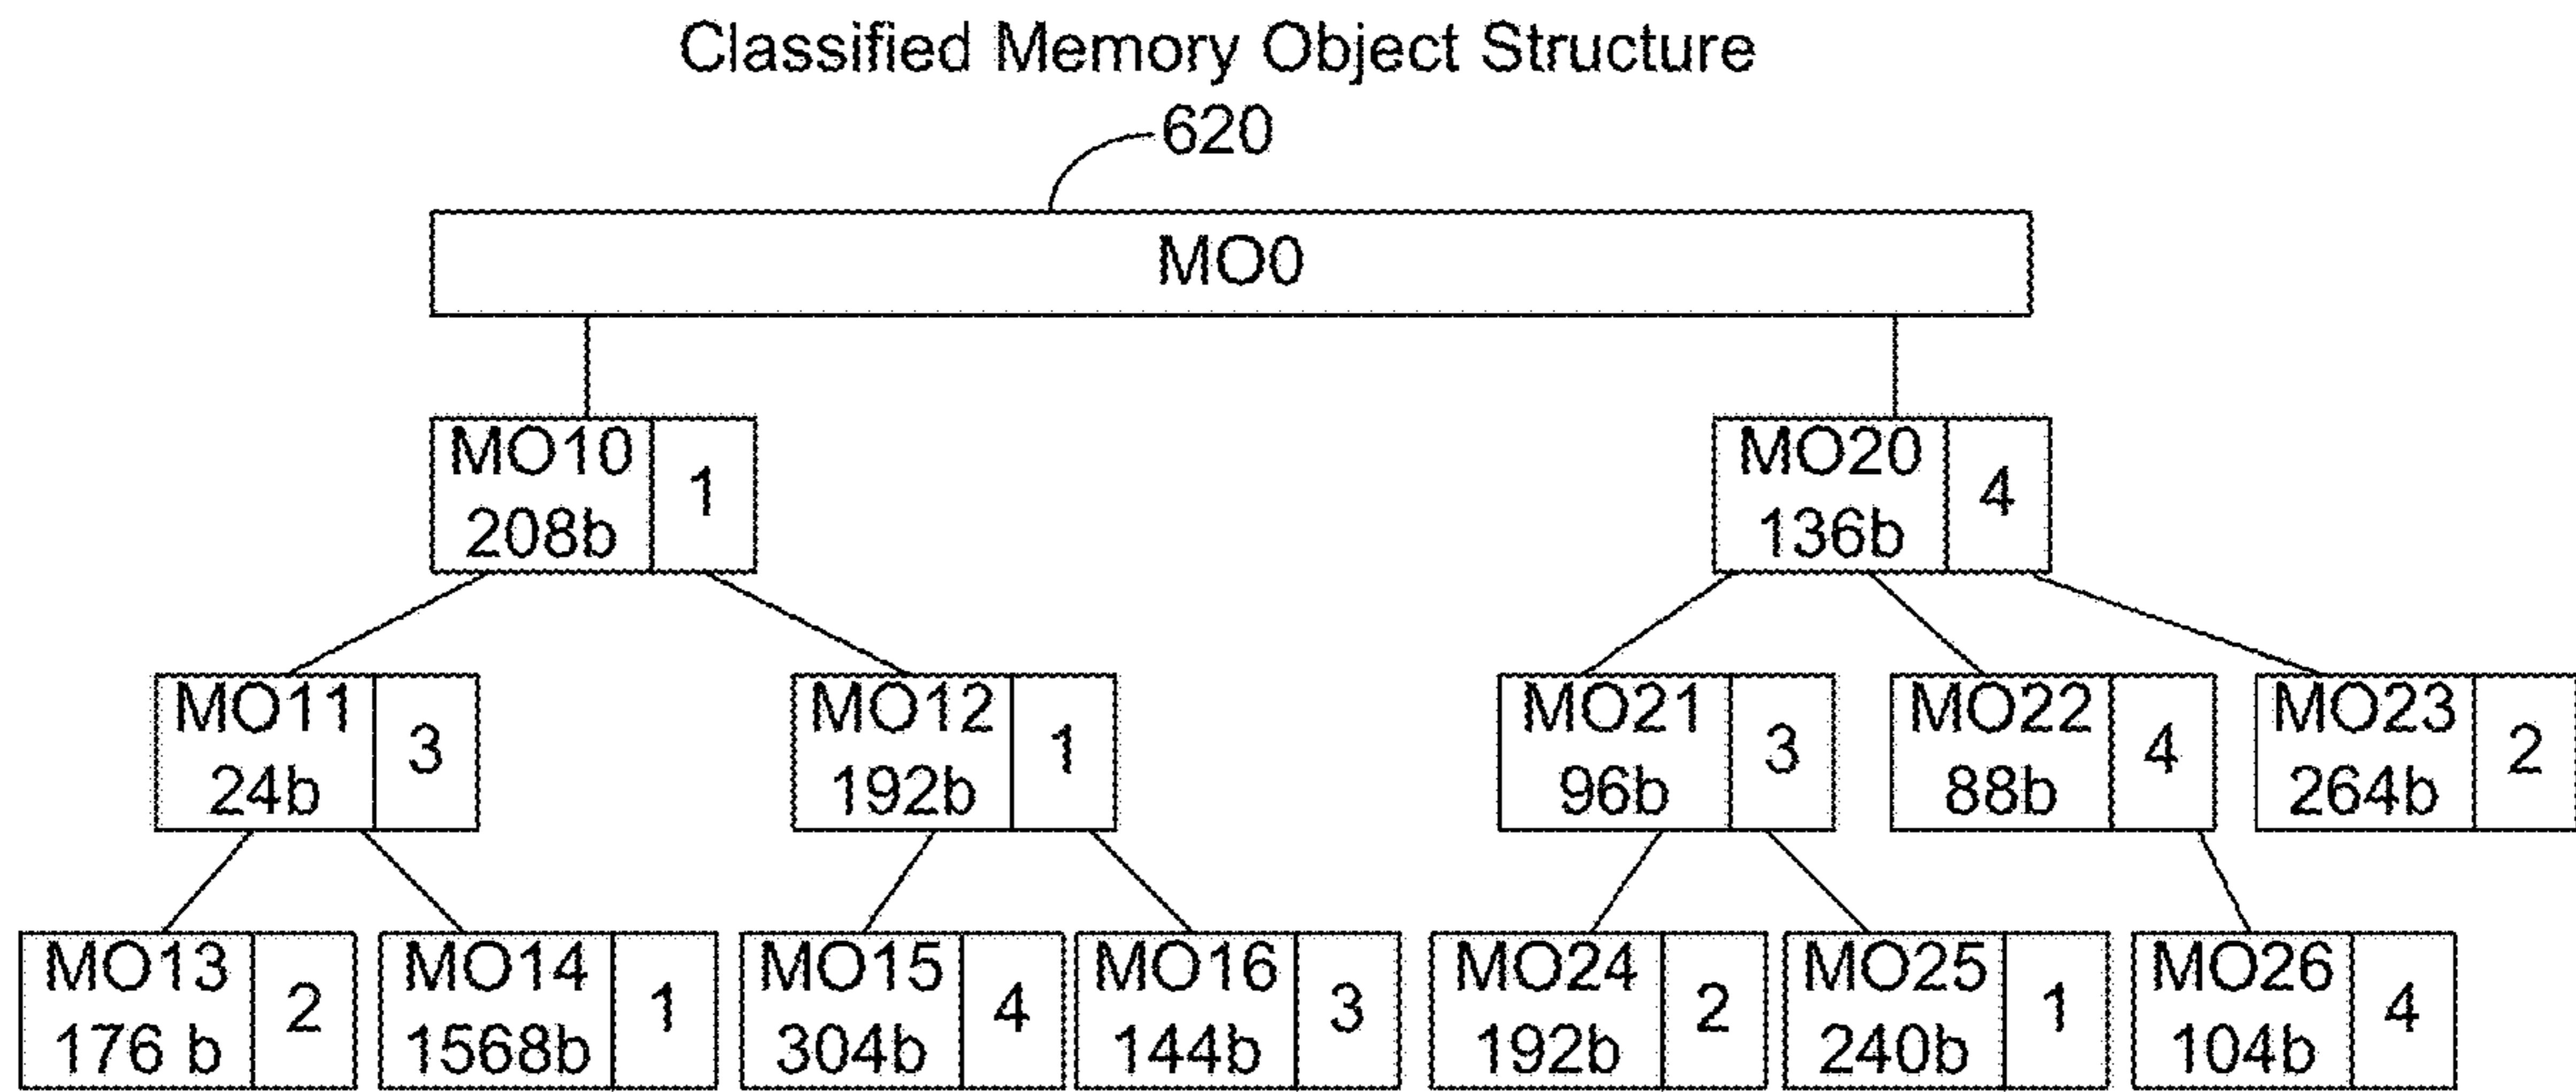 Classified Memory Object Structure
620
MO0
MO10
208b
1
MO20
136b
4
MO11
24b
3
MO12
192b
1
MO21
96b
3
MO22
88b
4
MO23
264b
2
MO13
176 b
2
MO14
1568b
1
MO15
304b
4
MO16
144b
3
MO24
192b
2
MO25
240b
1
MO26
104b
4